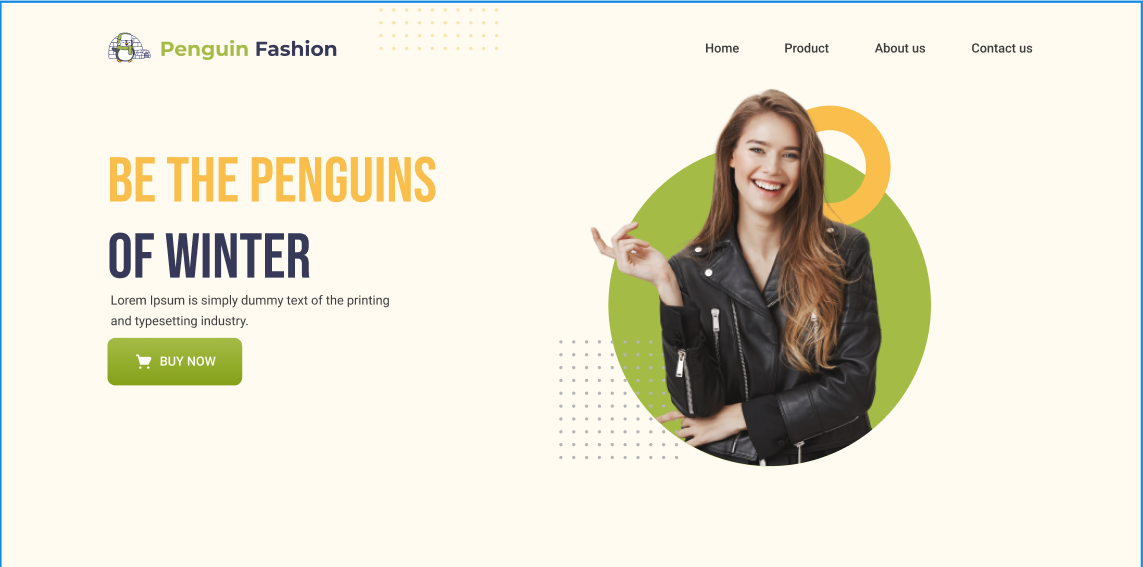 Penguin Fashion
Home Product About us Contact us
BE THE PENGUINS
OF WINTER
Lorem Ipsum is simply dummy text of the printing
and typesetting industry.
BUY NOW